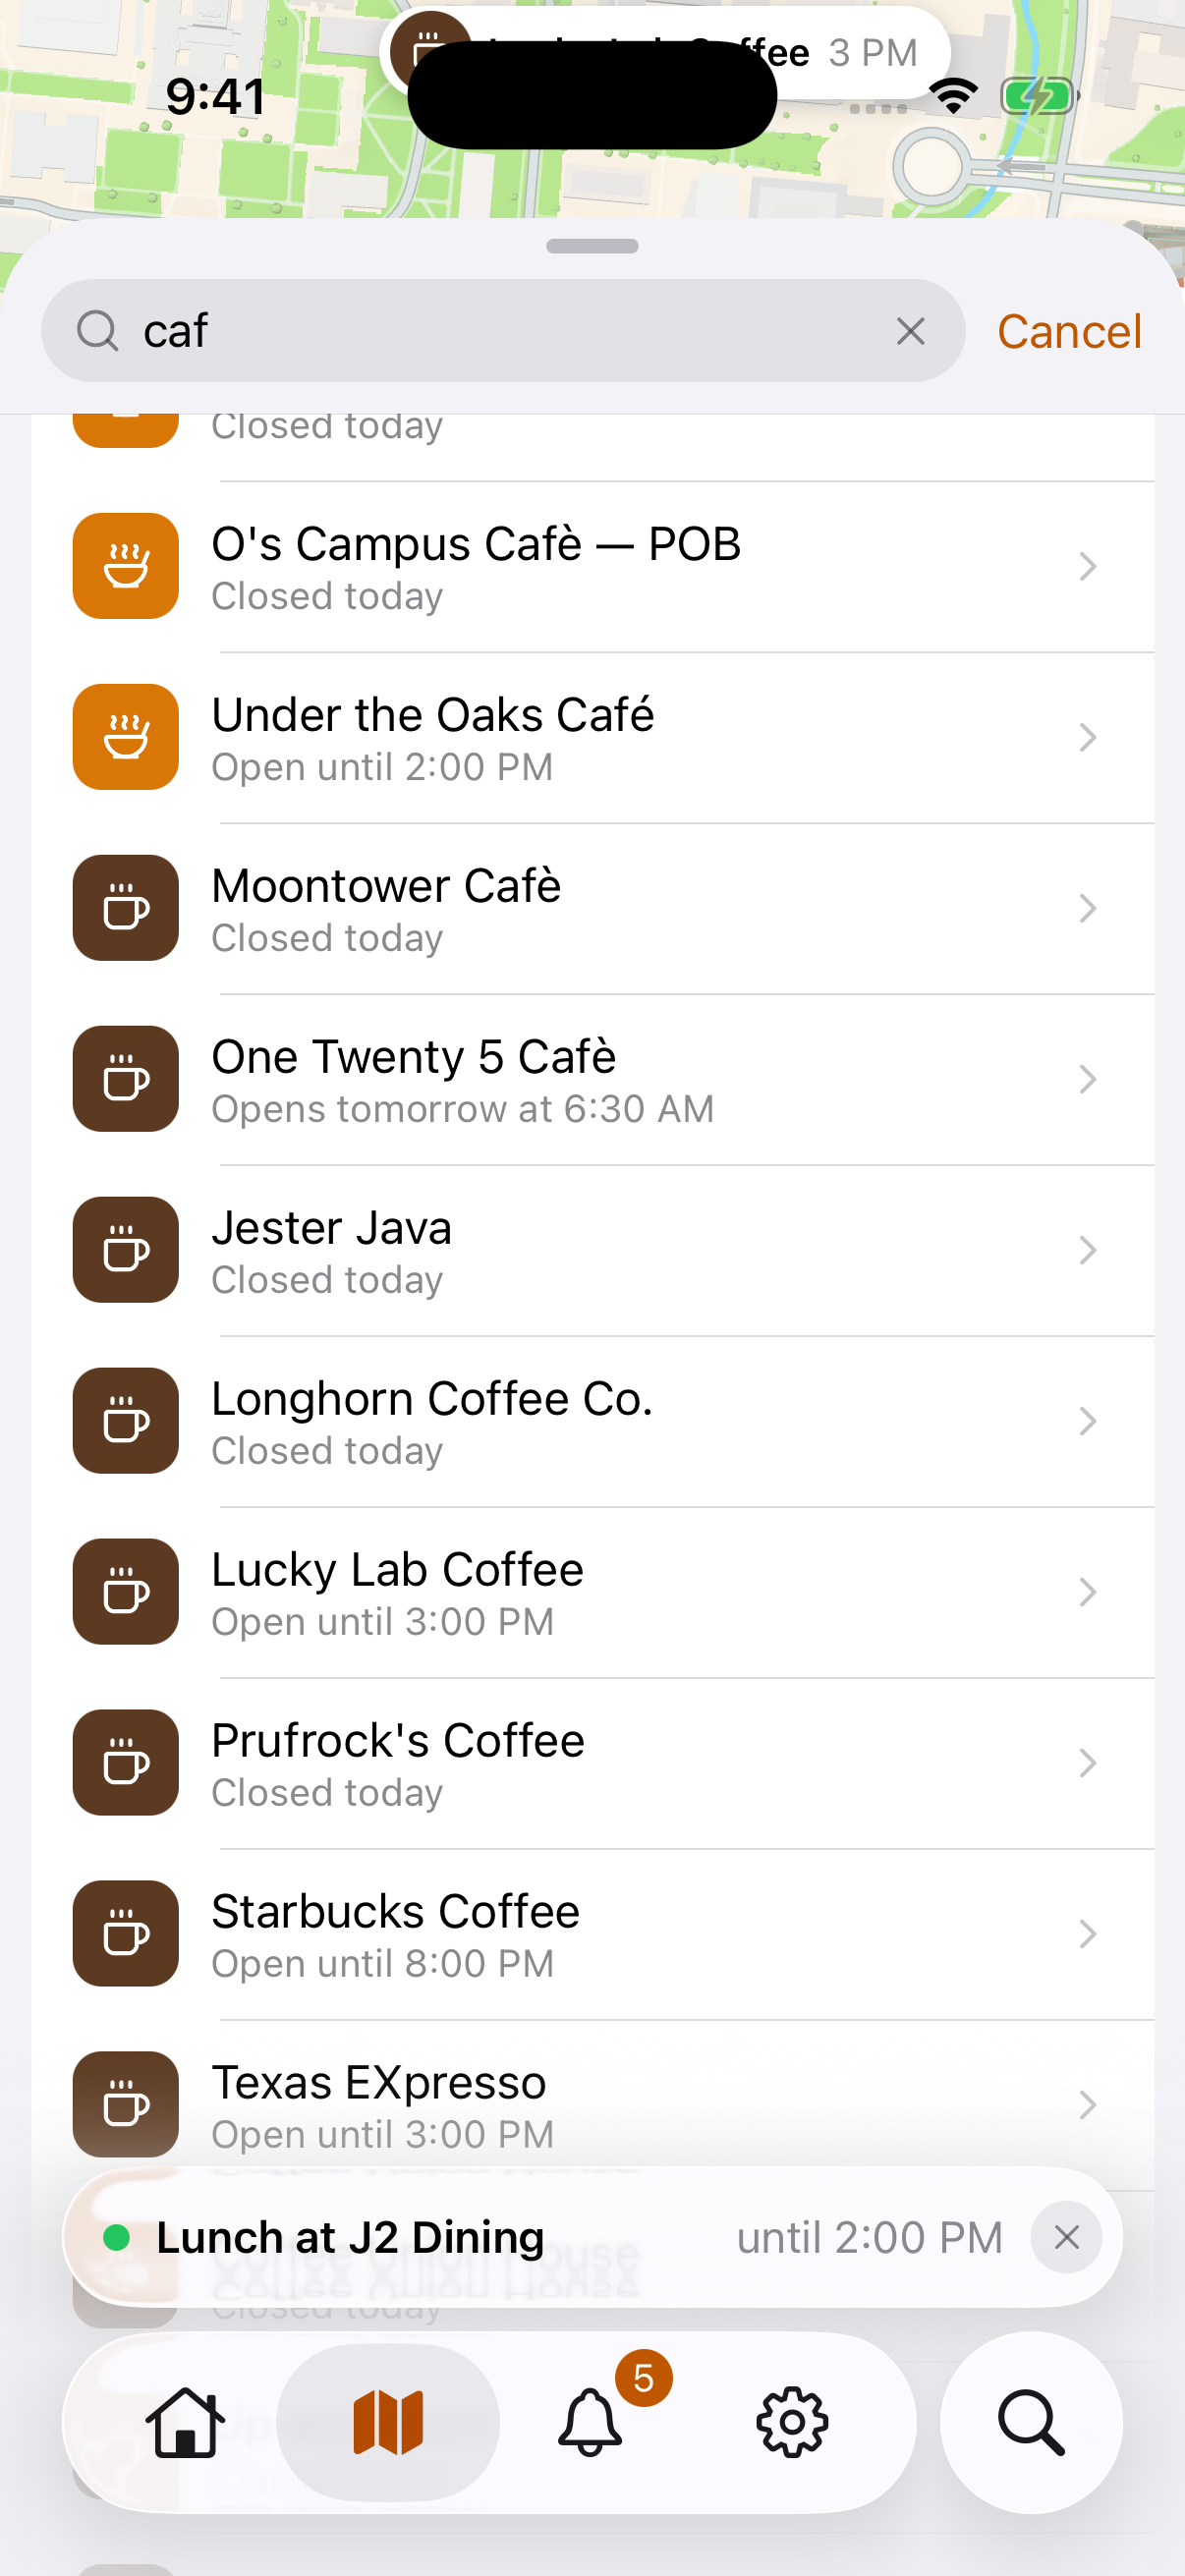 ffee 3 PM
9:41
caf
Cancel
Closed today
O's Campus Cafè — POB
Closed today
Under the Oaks Café
Open until 2:00 PM
Moontower Cafè
Closed today
One Twenty 5 Cafè
Opens tomorrow at 6:30 AM
Jester Java
Closed today
Longhorn Coffee Co.
Closed today
Lucky Lab Coffee
Open until 3:00 PM
Prufrock's Coffee
Closed today
Starbucks Coffee
Open until 8:00 PM
Texas EXpresso
Open until 3:00 PM
Lunch at J2 Dining until 2:00 PM
Closed today
5